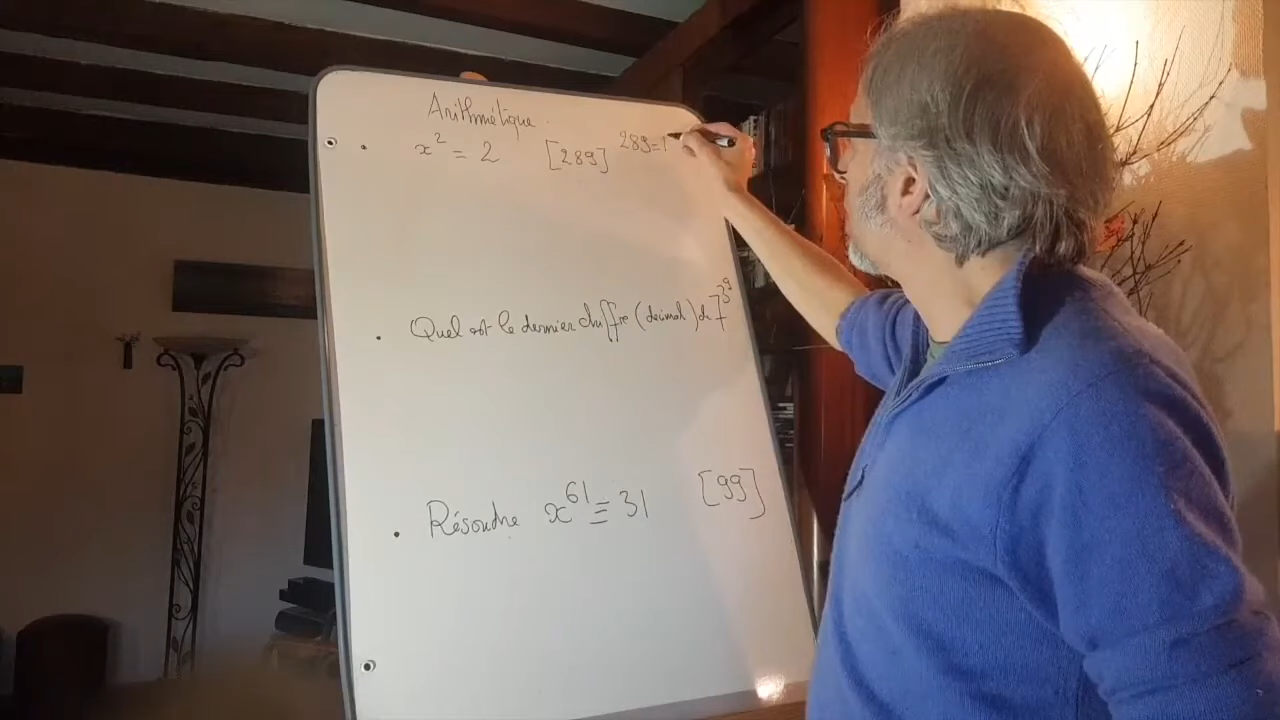 Arithmétique.
• x² = 2 [289] 289=1
• Quel est le dernier chiffre (décimal) de 7^{3^9}
• Résoudre x^{61} ≡ 31 [99]